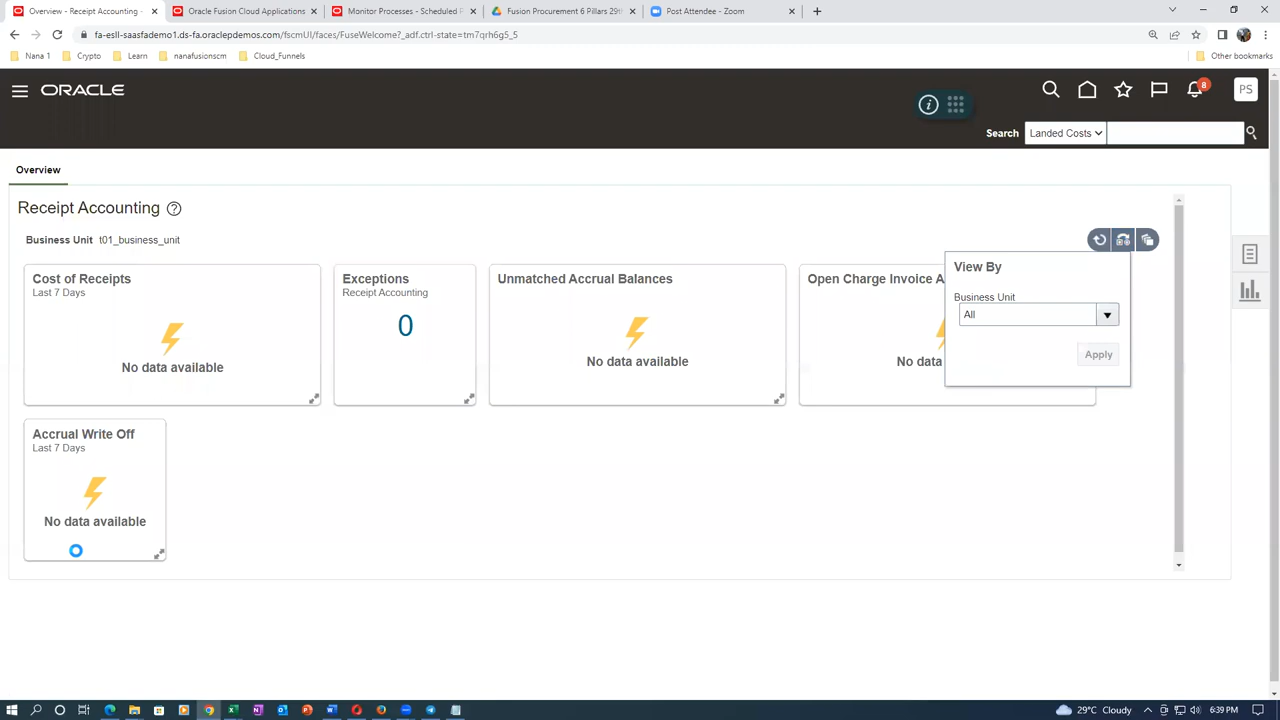 Overview - Receipt Accounting -
Oracle Fusion Cloud Applications
Monitor Processes - Scheduled P
Fusion Procurement 6 Pillars 29th
Post Attendee - Zoom
fa-esll-saasfademo1.ds-fa.oraclepdemos.com/fscmUI/faces/FuseWelcome?_adf.ctrl-state=tm7qrh6g5_5
Nana 1
Crypto
Learn
nanafusionscm
Cloud_Funnels
Other bookmarks
ORACLE
8
PS
Search
Landed Costs
Overview
Receipt Accounting
Business Unit t01_business_unit
Cost of Receipts
Last 7 Days
No data available
Exceptions
Receipt Accounting
0
Unmatched Accrual Balances
No data available
Open Charge Invoice A
No data
View By
Business Unit
All
Apply
Accrual Write Off
Last 7 Days
No data available
29°C Cloudy
6:39 PM